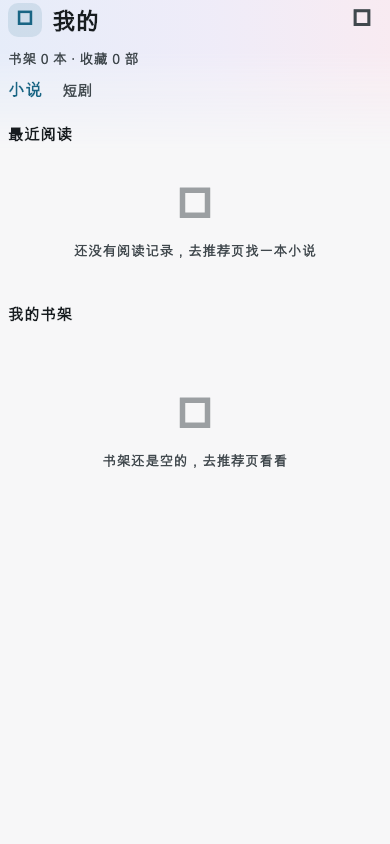 我的
书架 0 本 · 收藏 0 部
小说 短剧
最近阅读
还没有阅读记录，去推荐页找一本小说
我的书架
书架还是空的，去推荐页看看